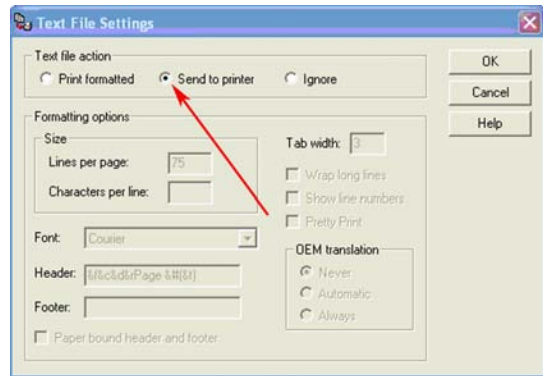 Text File Settings
Text file action
Print formatted Send to printer Ignore
OK
Cancel
Help
Formatting options
Size
Lines per page: 75
Characters per line:
Tab width: 3
Wrap long lines
Show line numbers
Pretty Print
Font: Courier
Header: &f&c&d&rPage &#(&t)
Footer:
Paper bound header and footer
OEM translation
Never
Automatic
Always